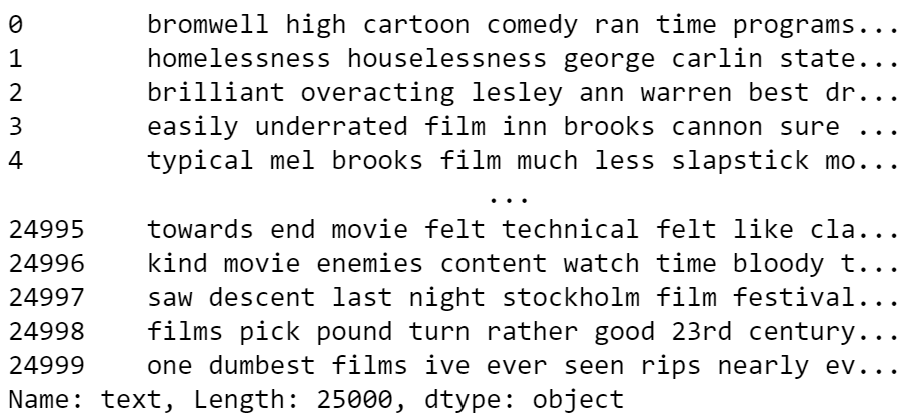 0        bromwell high cartoon comedy ran time programs...
1        homelessness houselessness george carlin state...
2        brilliant overacting lesley ann warren best dr...
3        easily underrated film inn brooks cannon sure ...
4        typical mel brooks film much less slapstick mo...
                               ...
24995    towards end movie felt technical felt like cla...
24996    kind movie enemies content watch time bloody t...
24997    saw descent last night stockholm film festival...
24998    films pick pound turn rather good 23rd century...
24999    one dumbest films ive ever seen rips nearly ev...
Name: text, Length: 25000, dtype: object